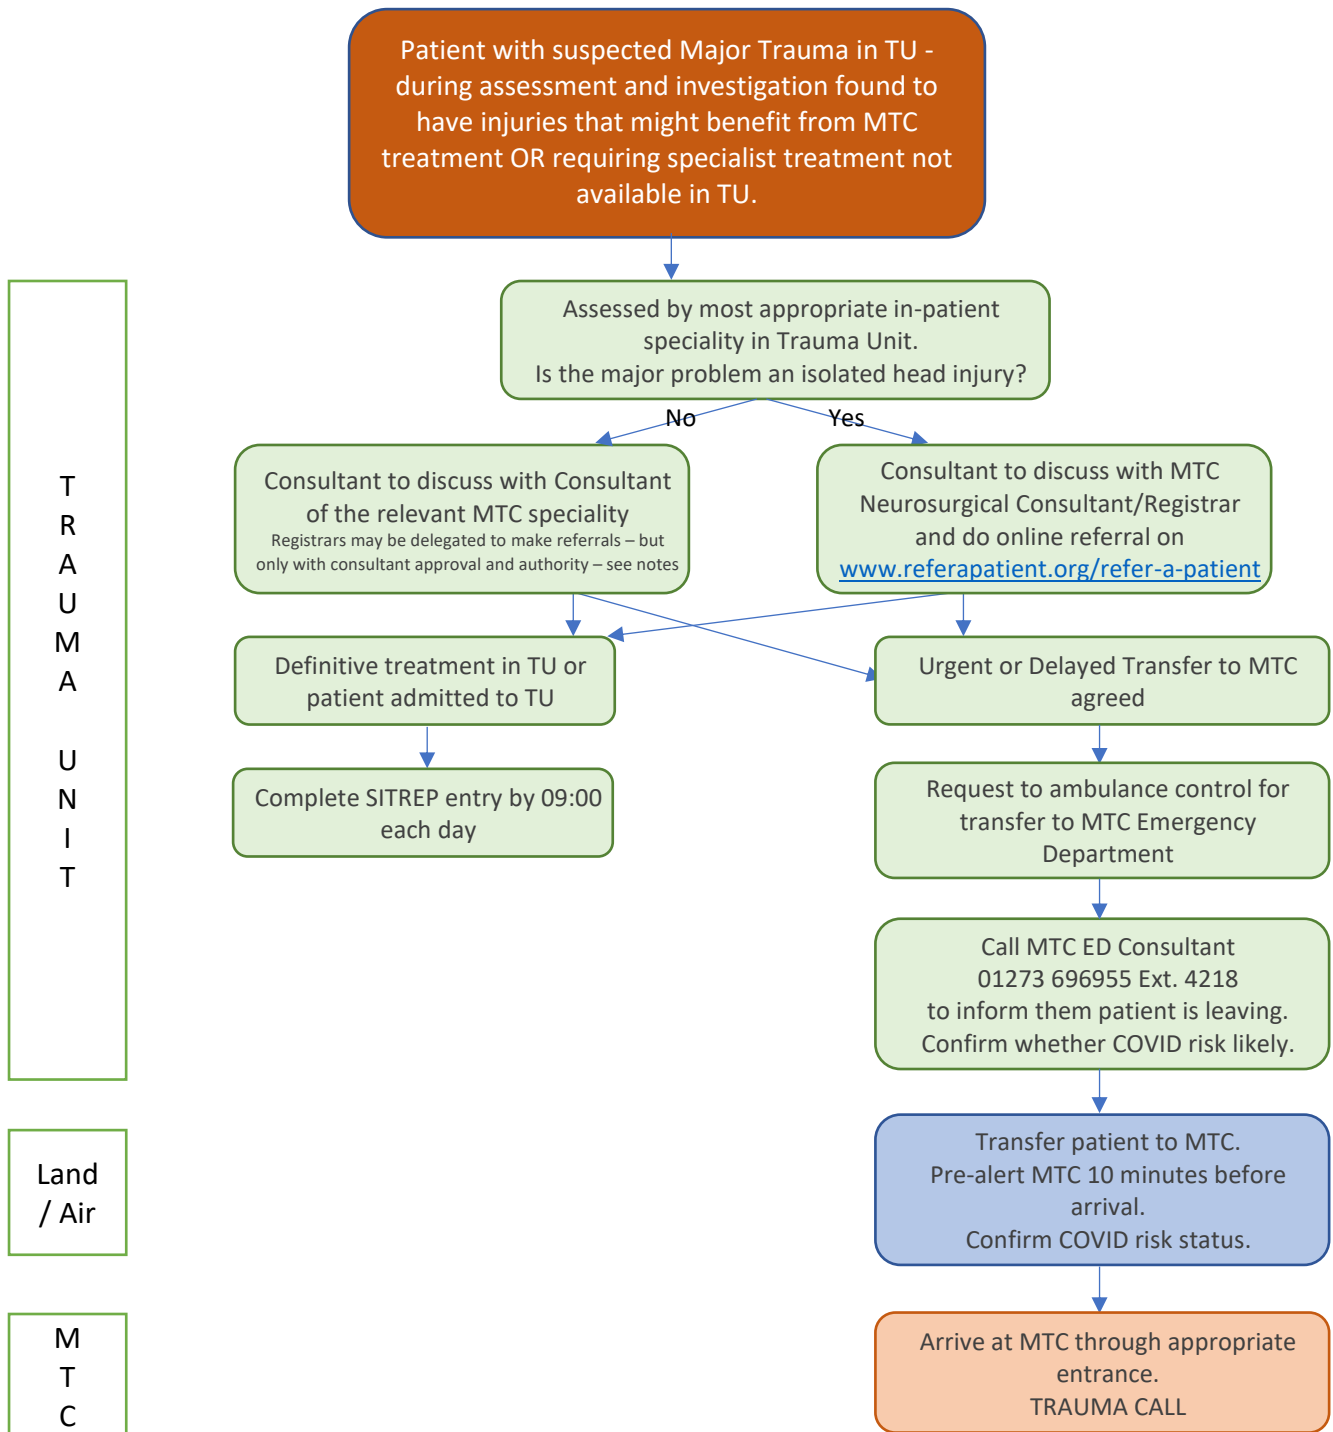 Patient with suspected Major Trauma in TU -
during assessment and investigation found to
have injuries that might benefit from MTC
treatment OR requiring specialist treatment not
available in TU.
Assessed by most appropriate in-patient
speciality in Trauma Unit.
Is the major problem an isolated head injury?
No
Yes
Consultant to discuss with Consultant
of the relevant MTC speciality
Registrars may be delegated to make referrals – but
only with consultant approval and authority – see notes
Consultant to discuss with MTC
Neurosurgical Consultant/Registrar
and do online referral on
www.referapatient.org/refer-a-patient
Definitive treatment in TU or
patient admitted to TU
Urgent or Delayed Transfer to MTC
agreed
Complete SITREP entry by 09:00
each day
Request to ambulance control for
transfer to MTC Emergency
Department
Call MTC ED Consultant
01273 696955 Ext. 4218
to inform them patient is leaving.
Confirm whether COVID risk likely.
T
R
A
U
M
A
U
N
I
T
Land
/ Air
Transfer patient to MTC.
Pre-alert MTC 10 minutes before
arrival.
Confirm COVID risk status.
M
T
C
Arrive at MTC through appropriate
entrance.
TRAUMA CALL